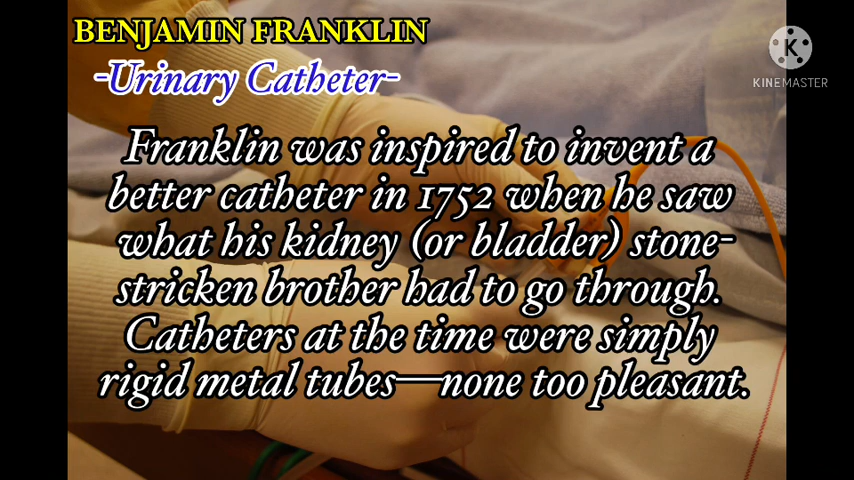 BENJAMIN FRANKLIN
-Urinary Catheter-
Franklin was inspired to invent a
better catheter in 1752 when he saw
what his kidney (or bladder) stone-
stricken brother had to go through.
Catheters at the time were simply
rigid metal tubes—none too pleasant.
K
KINEMASTER